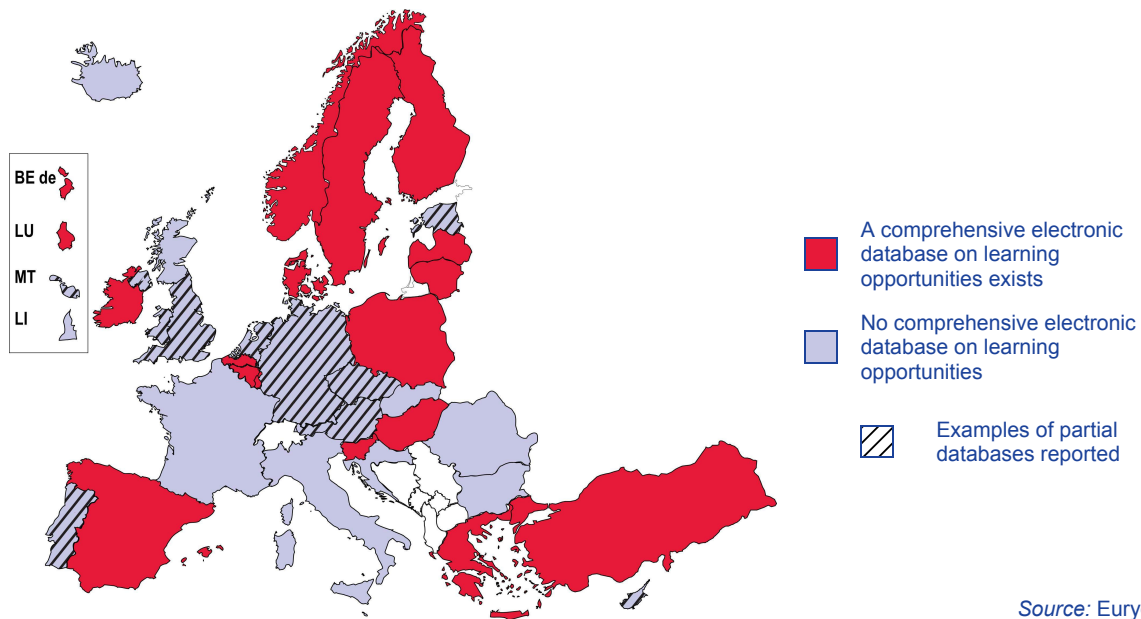 BE de
LU
MT
LI
A comprehensive electronic
database on learning
opportunities exists
No comprehensive electronic
database on learning
opportunities
Examples of partial
databases reported
Source: Eury